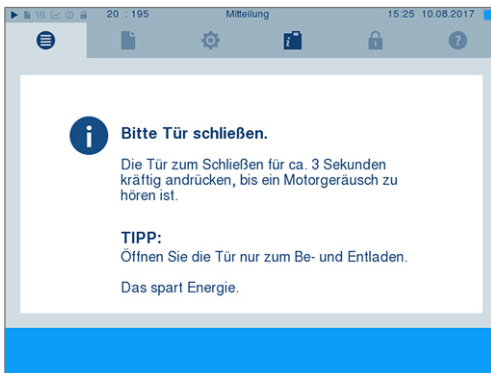 20 : 195 Mitteilung 15:25 10.08.2017
Bitte Tür schließen.
Die Tür zum Schließen für ca. 3 Sekunden
kräftig andrücken, bis ein Motorgeräusch zu
hören ist.
TIPP:
Öffnen Sie die Tür nur zum Be- und Entladen.
Das spart Energie.